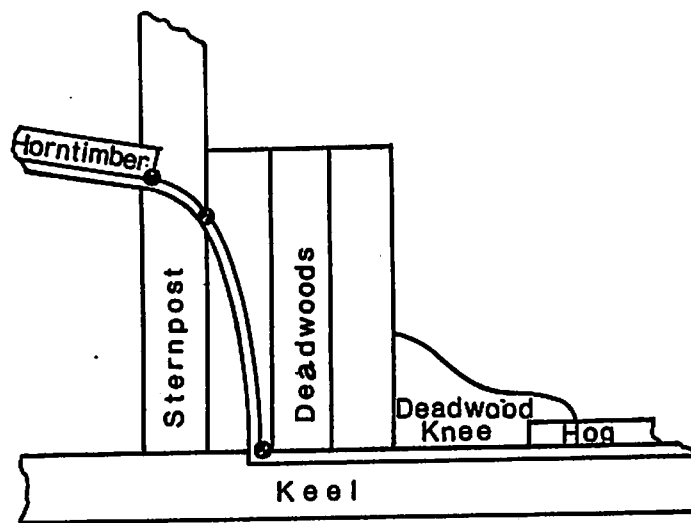 Horntimber
Sternpost
Deadwoods
Deadwood
Knee
Hog
Keel